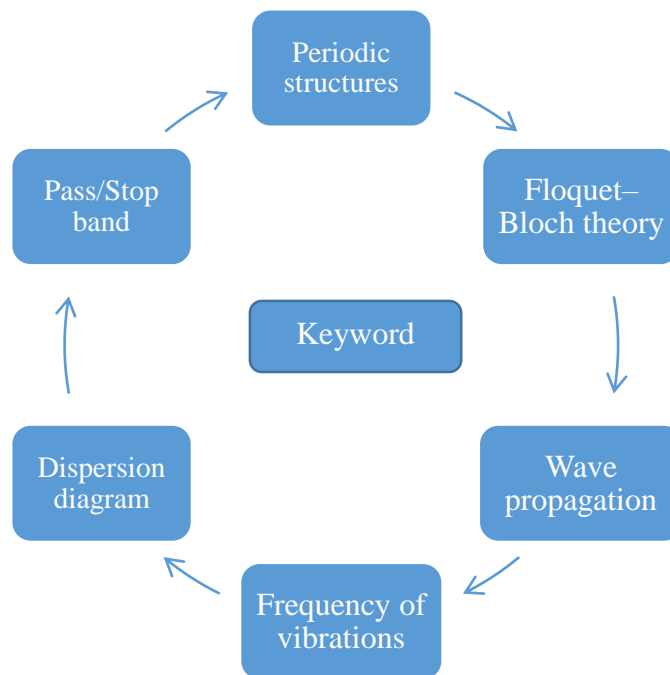 Periodic
structures
Floquet–
Bloch theory
Wave
propagation
Frequency of
vibrations
Dispersion
diagram
Pass/Stop
band
Keyword